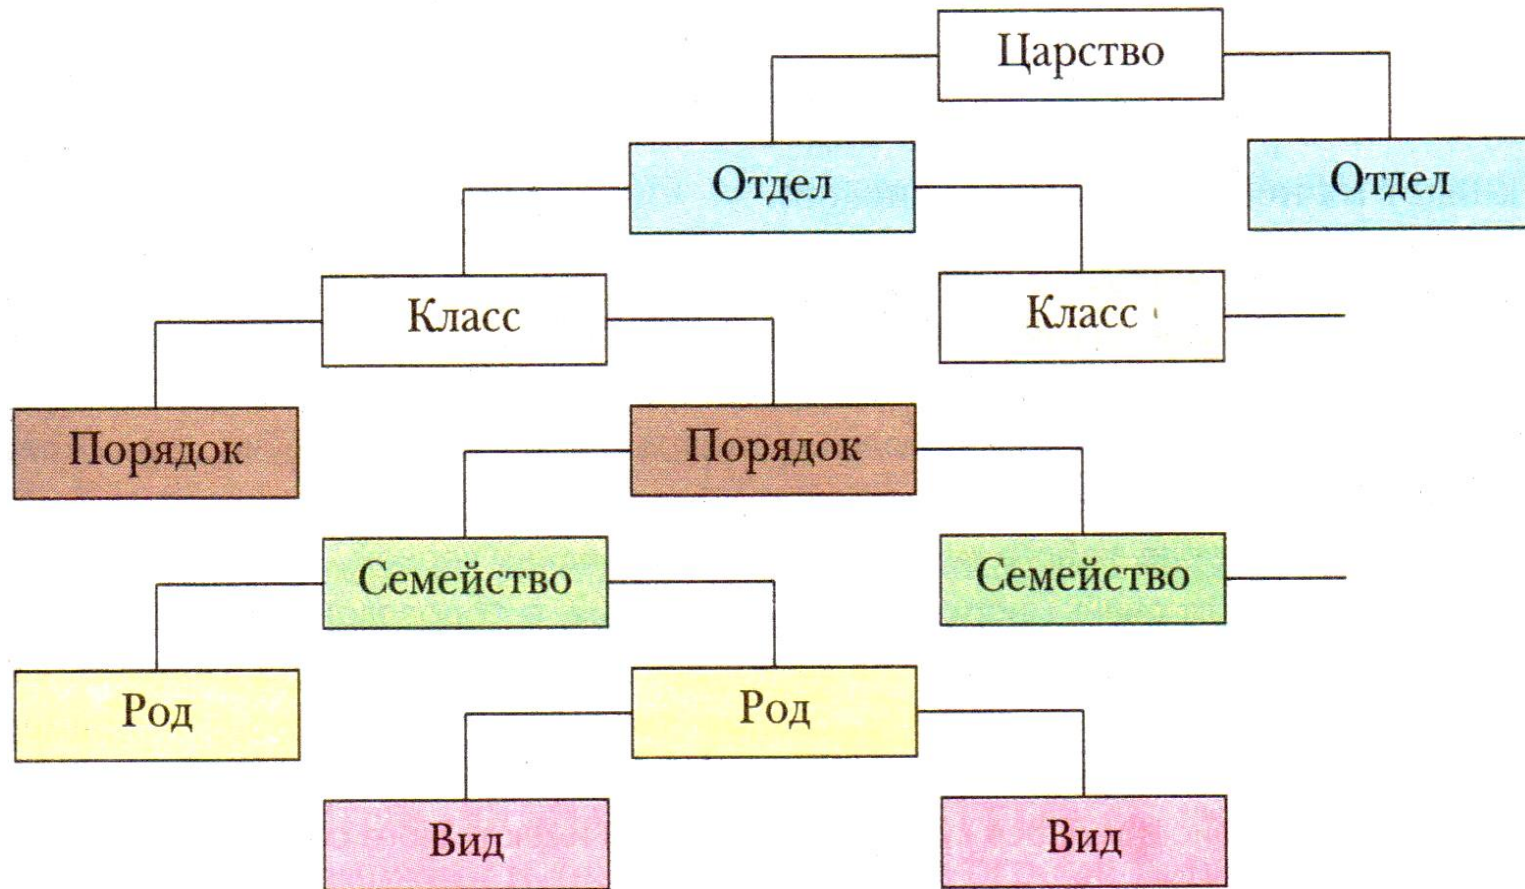 Царство
Отдел
Отдел
Класс
Класс
Порядок
Порядок
Семейство
Семейство
Род
Род
Вид
Вид